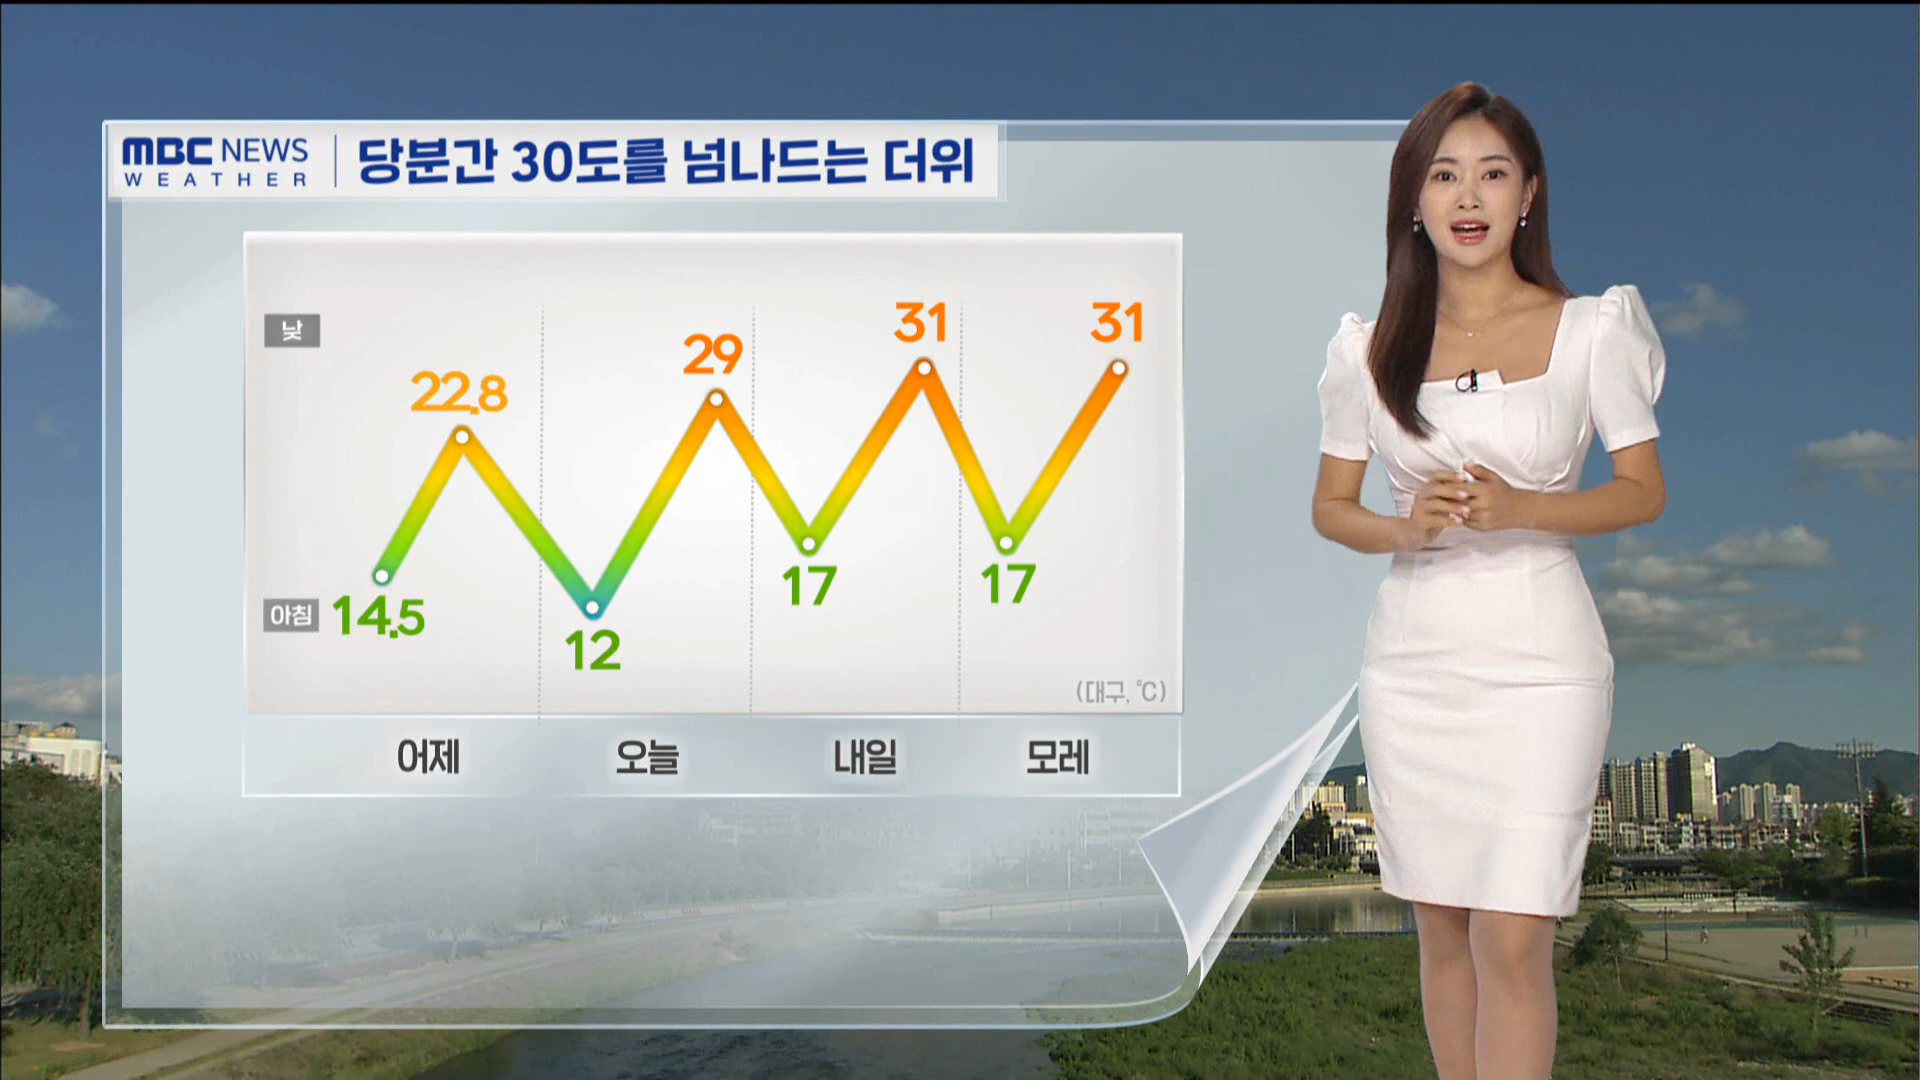 MBC NEWS
WEATHER
당분간 30도를 넘나드는 더위
낮
22.8
29
31
31
아침
14.5
12
17
17
(대구, ℃)
어제
오늘
내일
모레